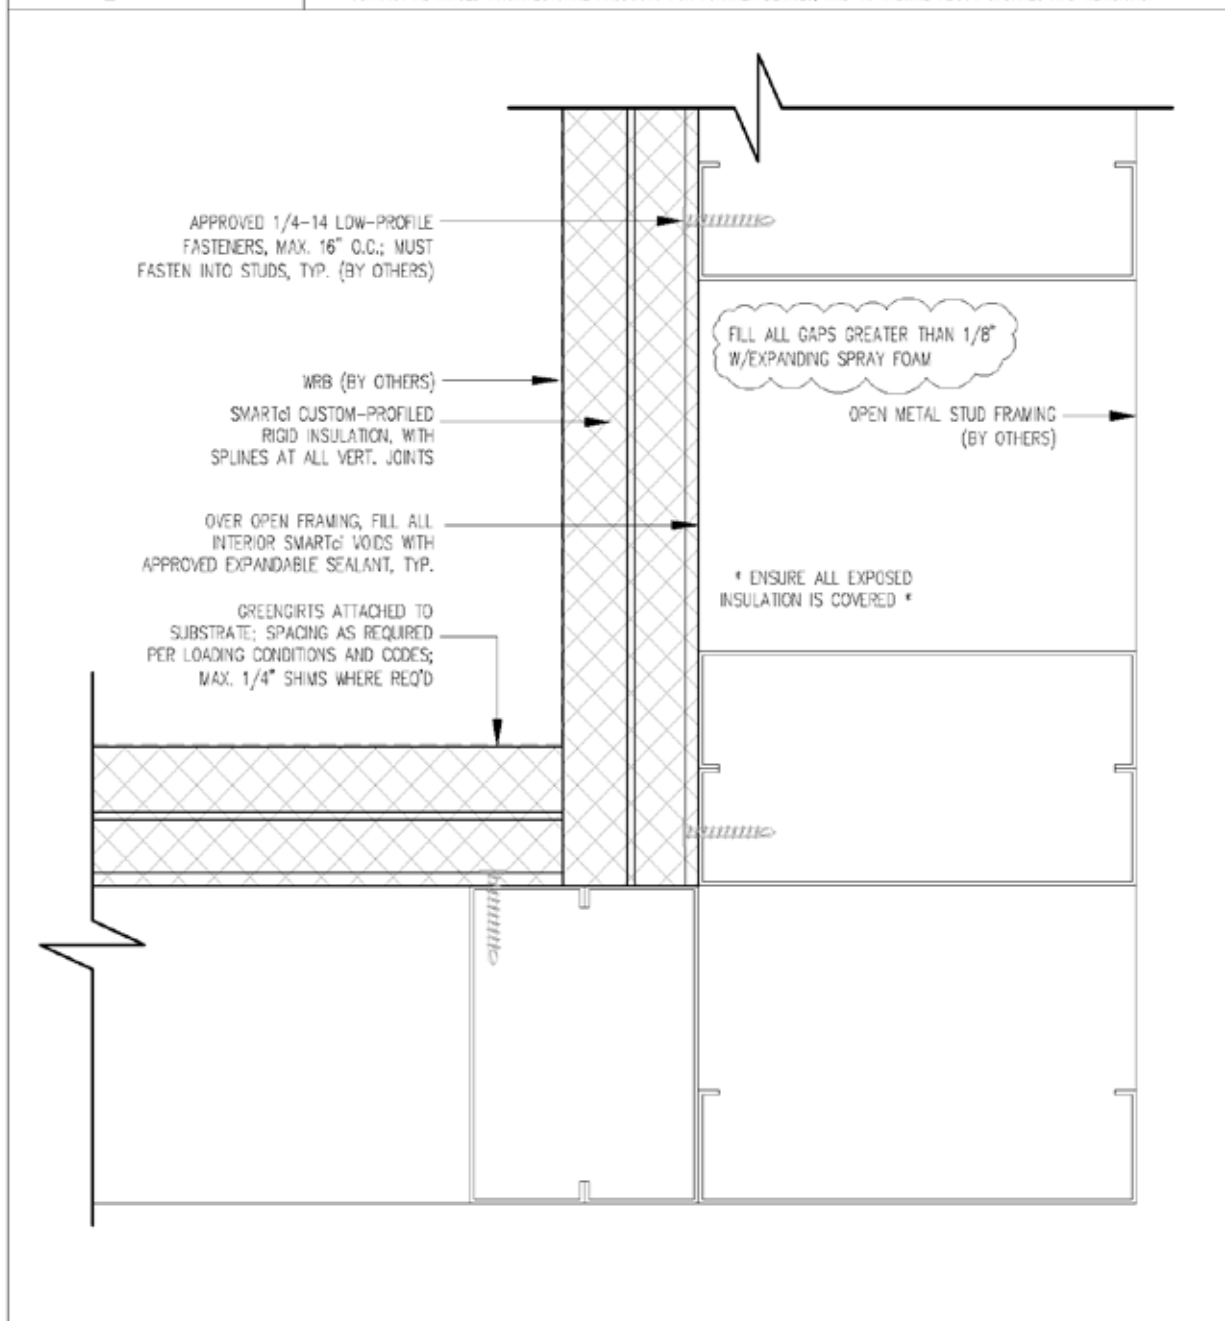 APPROVED 1/4-14 LOW-PROFILE
FASTENERS, MAX. 16" O.C.; MUST
FASTEN INTO STUDS, TYP. (BY OTHERS)
FILL ALL GAPS GREATER THAN 1/8"
W/EXPANDING SPRAY FOAM
WRB (BY OTHERS)
SMARTci CUSTOM-PROFILED
RIGID INSULATION, WITH
SPLINES AT ALL VERT. JOINTS
OPEN METAL STUD FRAMING
(BY OTHERS)
OVER OPEN FRAMING, FILL ALL
INTERIOR SMARTci VOIDS WITH
APPROVED EXPANDABLE SEALANT, TYP.
* ENSURE ALL EXPOSED
INSULATION IS COVERED *
GREENGIRTS ATTACHED TO
SUBSTRATE; SPACING AS REQUIRED
PER LOADING CONDITIONS AND CODES;
MAX. 1/4" SHIMS WHERE REQ'D